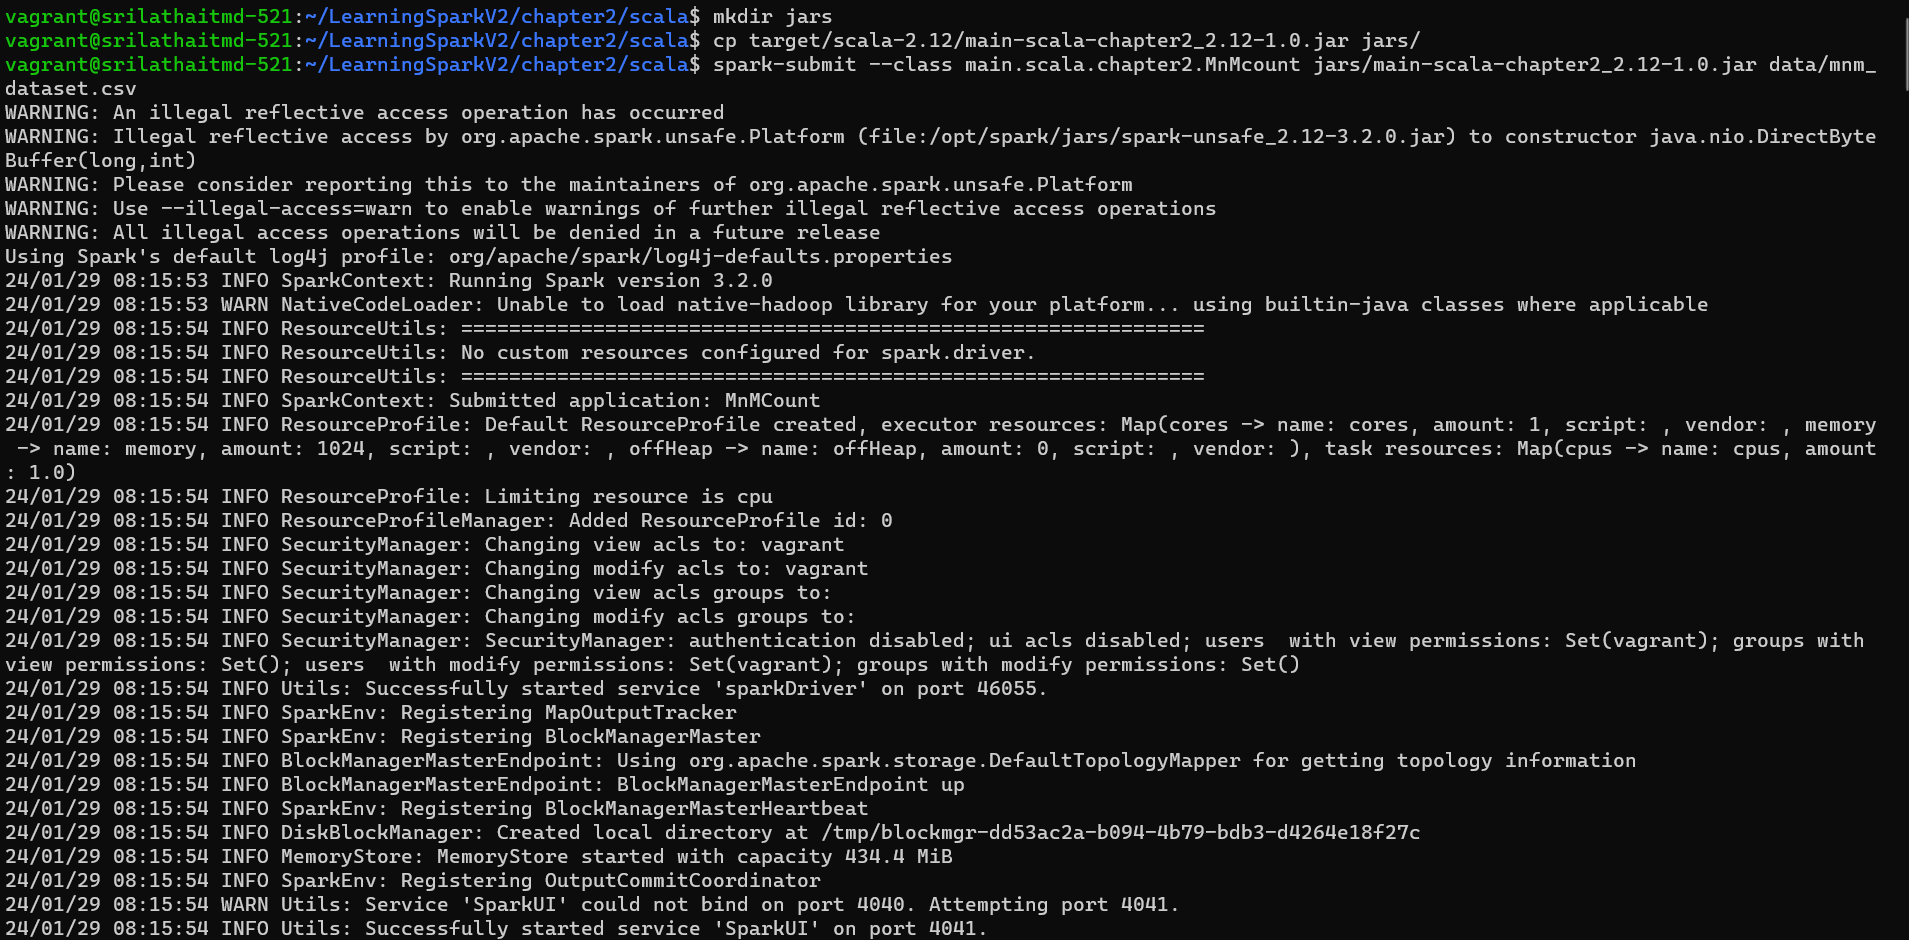 vagrant@srilathaitmd-521:~/LearningSparkV2/chapter2/scala$ mkdir jars
vagrant@srilathaitmd-521:~/LearningSparkV2/chapter2/scala$ cp target/scala-2.12/main-scala-chapter2_2.12-1.0.jar jars/
vagrant@srilathaitmd-521:~/LearningSparkV2/chapter2/scala$ spark-submit --class main.scala.chapter2.MnMcount jars/main-scala-chapter2_2.12-1.0.jar data/mnm_
dataset.csv
WARNING: An illegal reflective access operation has occurred
WARNING: Illegal reflective access by org.apache.spark.unsafe.Platform (file:/opt/spark/jars/spark-unsafe_2.12-3.2.0.jar) to constructor java.nio.DirectByte
Buffer(long,int)
WARNING: Please consider reporting this to the maintainers of org.apache.spark.unsafe.Platform
WARNING: Use --illegal-access=warn to enable warnings of further illegal reflective access operations
WARNING: All illegal access operations will be denied in a future release
Using Spark's default log4j profile: org/apache/spark/log4j-defaults.properties
24/01/29 08:15:53 INFO SparkContext: Running Spark version 3.2.0
24/01/29 08:15:53 WARN NativeCodeLoader: Unable to load native-hadoop library for your platform... using builtin-java classes where applicable
24/01/29 08:15:54 INFO ResourceUtils: ==============================================================
24/01/29 08:15:54 INFO ResourceUtils: No custom resources configured for spark.driver.
24/01/29 08:15:54 INFO ResourceUtils: ==============================================================
24/01/29 08:15:54 INFO SparkContext: Submitted application: MnMCount
24/01/29 08:15:54 INFO ResourceProfile: Default ResourceProfile created, executor resources: Map(cores -> name: cores, amount: 1, script: , vendor: , memory
 -> name: memory, amount: 1024, script: , vendor: , offHeap -> name: offHeap, amount: 0, script: , vendor: ), task resources: Map(cpus -> name: cpus, amount
: 1.0)
24/01/29 08:15:54 INFO ResourceProfile: Limiting resource is cpu
24/01/29 08:15:54 INFO ResourceProfileManager: Added ResourceProfile id: 0
24/01/29 08:15:54 INFO SecurityManager: Changing view acls to: vagrant
24/01/29 08:15:54 INFO SecurityManager: Changing modify acls to: vagrant
24/01/29 08:15:54 INFO SecurityManager: Changing view acls groups to:
24/01/29 08:15:54 INFO SecurityManager: Changing modify acls groups to:
24/01/29 08:15:54 INFO SecurityManager: SecurityManager: authentication disabled; ui acls disabled; users  with view permissions: Set(vagrant); groups with
view permissions: Set(); users  with modify permissions: Set(vagrant); groups with modify permissions: Set()
24/01/29 08:15:54 INFO Utils: Successfully started service 'sparkDriver' on port 46055.
24/01/29 08:15:54 INFO SparkEnv: Registering MapOutputTracker
24/01/29 08:15:54 INFO SparkEnv: Registering BlockManagerMaster
24/01/29 08:15:54 INFO BlockManagerMasterEndpoint: Using org.apache.spark.storage.DefaultTopologyMapper for getting topology information
24/01/29 08:15:54 INFO BlockManagerMasterEndpoint: BlockManagerMasterEndpoint up
24/01/29 08:15:54 INFO SparkEnv: Registering BlockManagerMasterHeartbeat
24/01/29 08:15:54 INFO DiskBlockManager: Created local directory at /tmp/blockmgr-dd53ac2a-b094-4b79-bdb3-d4264e18f27c
24/01/29 08:15:54 INFO MemoryStore: MemoryStore started with capacity 434.4 MiB
24/01/29 08:15:54 INFO SparkEnv: Registering OutputCommitCoordinator
24/01/29 08:15:54 WARN Utils: Service 'SparkUI' could not bind on port 4040. Attempting port 4041.
24/01/29 08:15:54 INFO Utils: Successfully started service 'SparkUI' on port 4041.